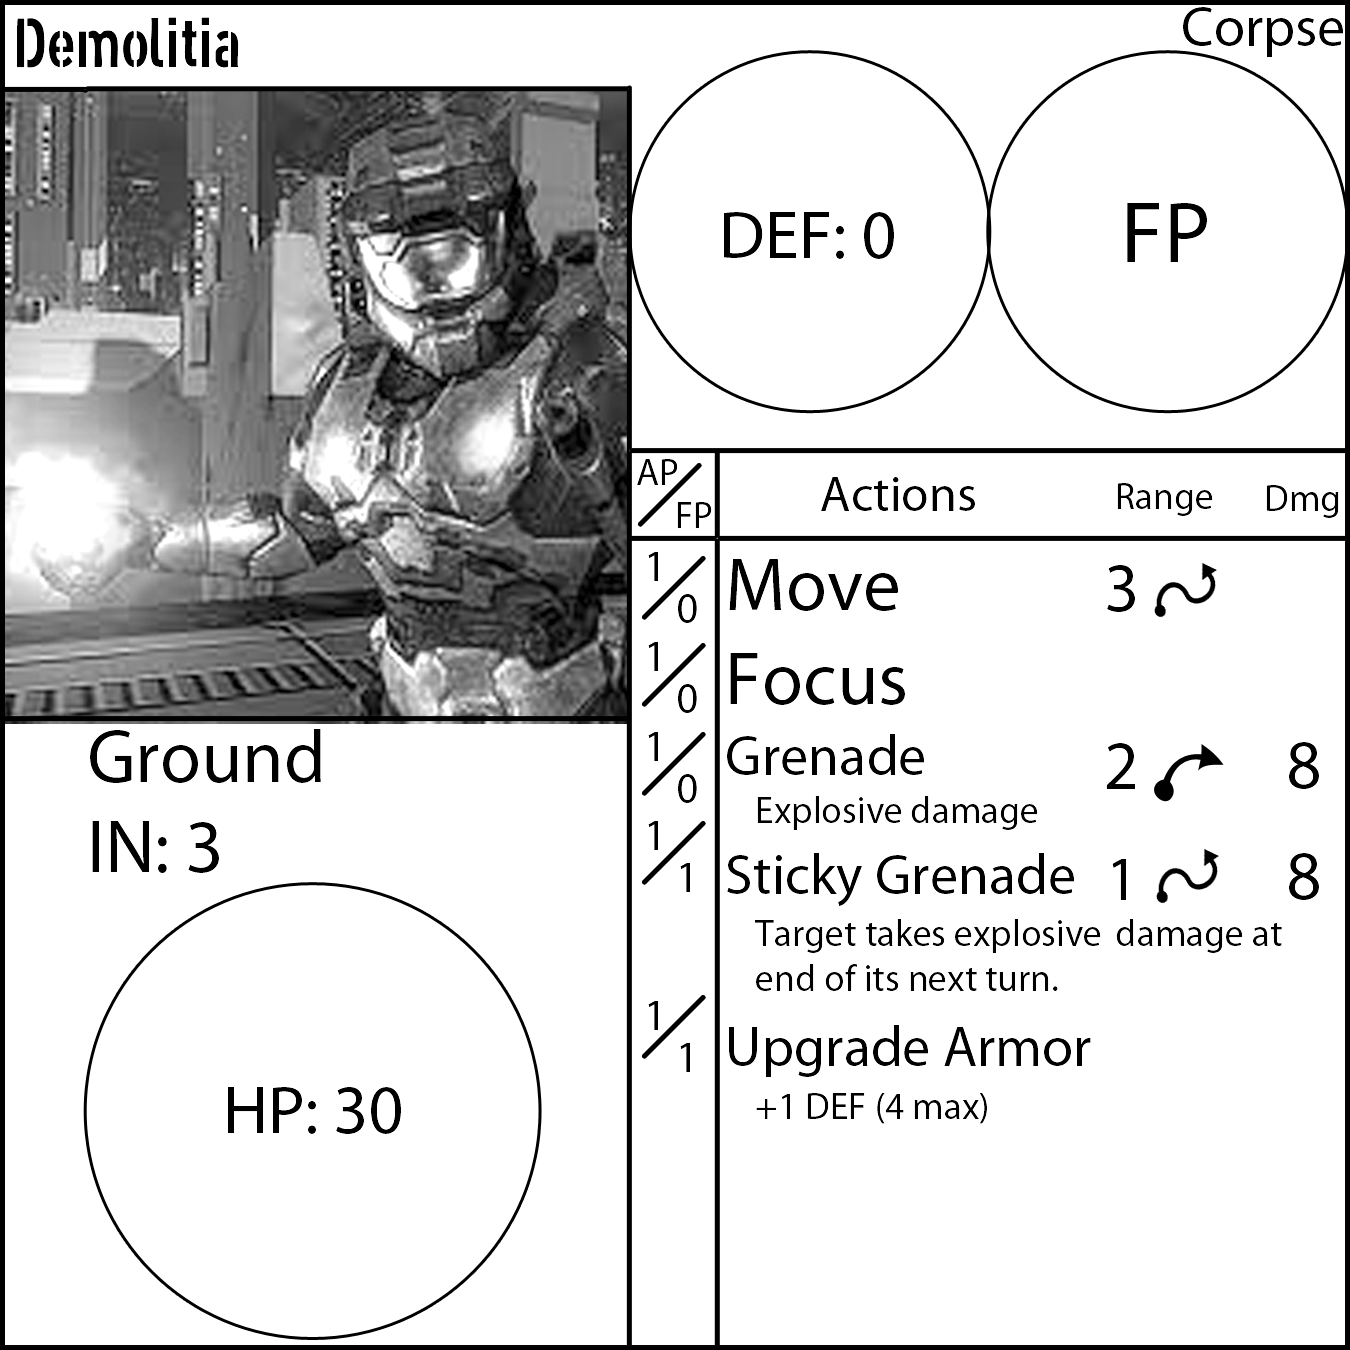 Demolitia
Corpse
DEF: 0
FP
AP/FP Actions Range Dmg
1/0 Move 3
1/0 Focus
1/0 Grenade 2 8
Explosive damage
1/1 Sticky Grenade 1 8
Target takes explosive damage at
end of its next turn.
1/1 Upgrade Armor
+1 DEF (4 max)
Ground
IN: 3
HP: 30